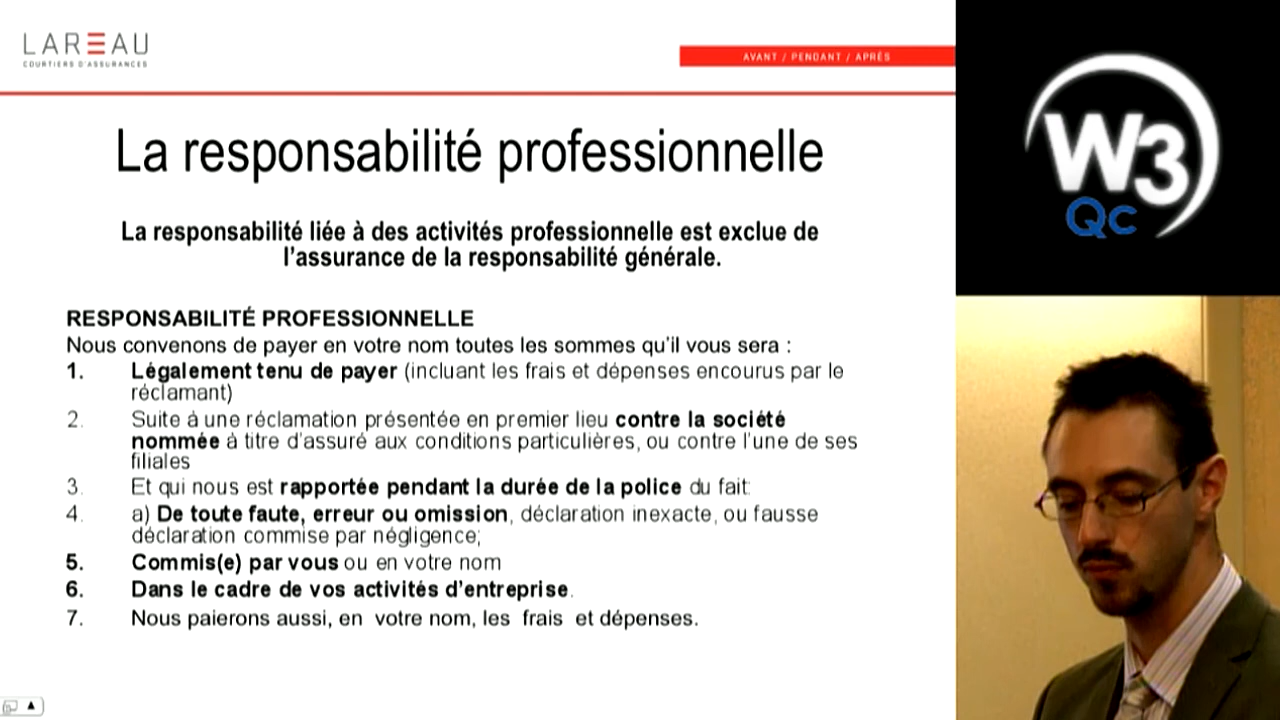 LAREAU
COURTIERS D'ASSURANCES
AVANT / PENDANT / APRÈS
La responsabilité professionnelle
La responsabilité liée à des activités professionnelle est exclue de
l'assurance de la responsabilité générale.
RESPONSABILITÉ PROFESSIONNELLE
Nous convenons de payer en votre nom toutes les sommes qu'il vous sera :
1. Légalement tenu de payer (incluant les frais et dépenses encourus par le
réclamant)
2. Suite à une réclamation présentée en premier lieu contre la société
nommée à titre d'assuré aux conditions particulières, ou contre l'une de ses
filiales
3. Et qui nous est rapportée pendant la durée de la police du fait:
4. a) De toute faute, erreur ou omission, déclaration inexacte, ou fausse
déclaration commise par négligence;
5. Commis(e) par vous ou en votre nom
6. Dans le cadre de vos activités d'entreprise.
7. Nous paierons aussi, en votre nom, les frais et dépenses.
W3
Qc